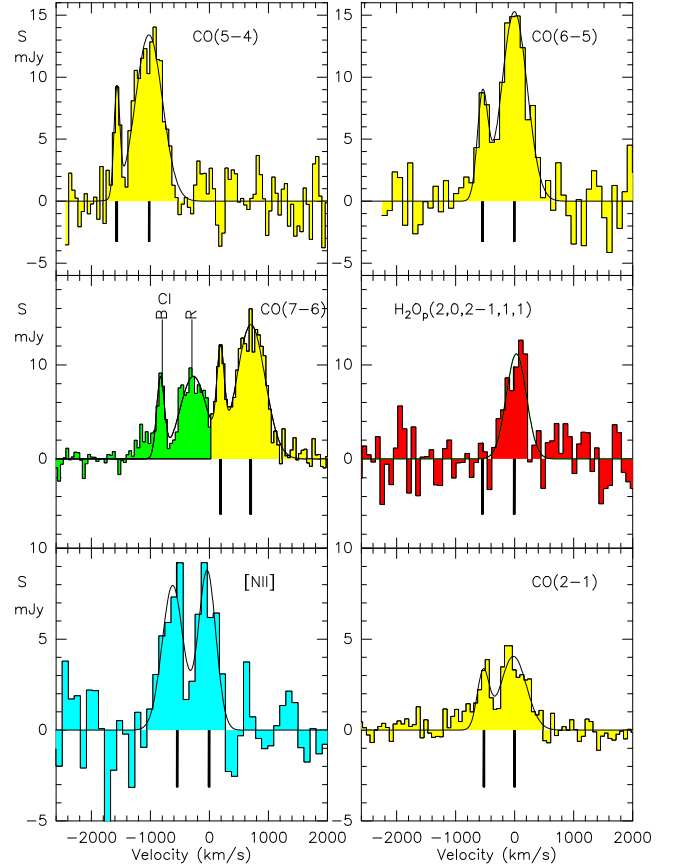 15 S CO(5−4) 15 CO(6−5)
mJy
10 10
5 5
0 0
−5 −5
S CI CO(7−6) H₂Oₚ(2,0,2−1,1,1)
B R
mJy
10 10
0 0
10 10
S [NII] CO(2−1)
mJy
5 5
0 0
−5 −5
−2000 −1000 0 1000 2000 −2000 −1000 0 1000 2000
Velocity (km/s) Velocity (km/s)